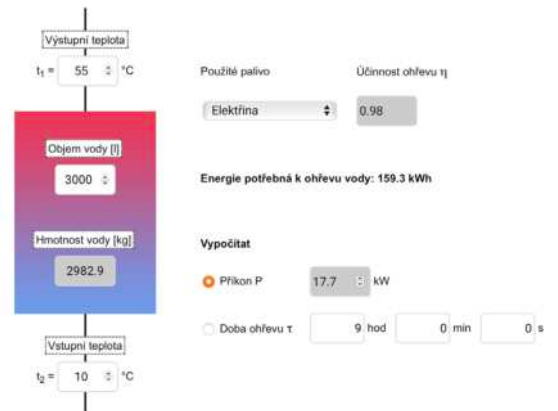 Výstupní teplota
t₁ = 55 °C
Objem vody [l]
3000
Hmotnost vody [kg]
2982.9
Vstupní teplota
t₂ = 10 °C
Použité palivo
Účinnost ohřevu η
Elektřina
0.98
Energie potřebná k ohřevu vody: 159.3 kWh
Vypočítat
Příkon P 17.7 kW
Doba ohřevu τ 9 hod 0 min 0 s